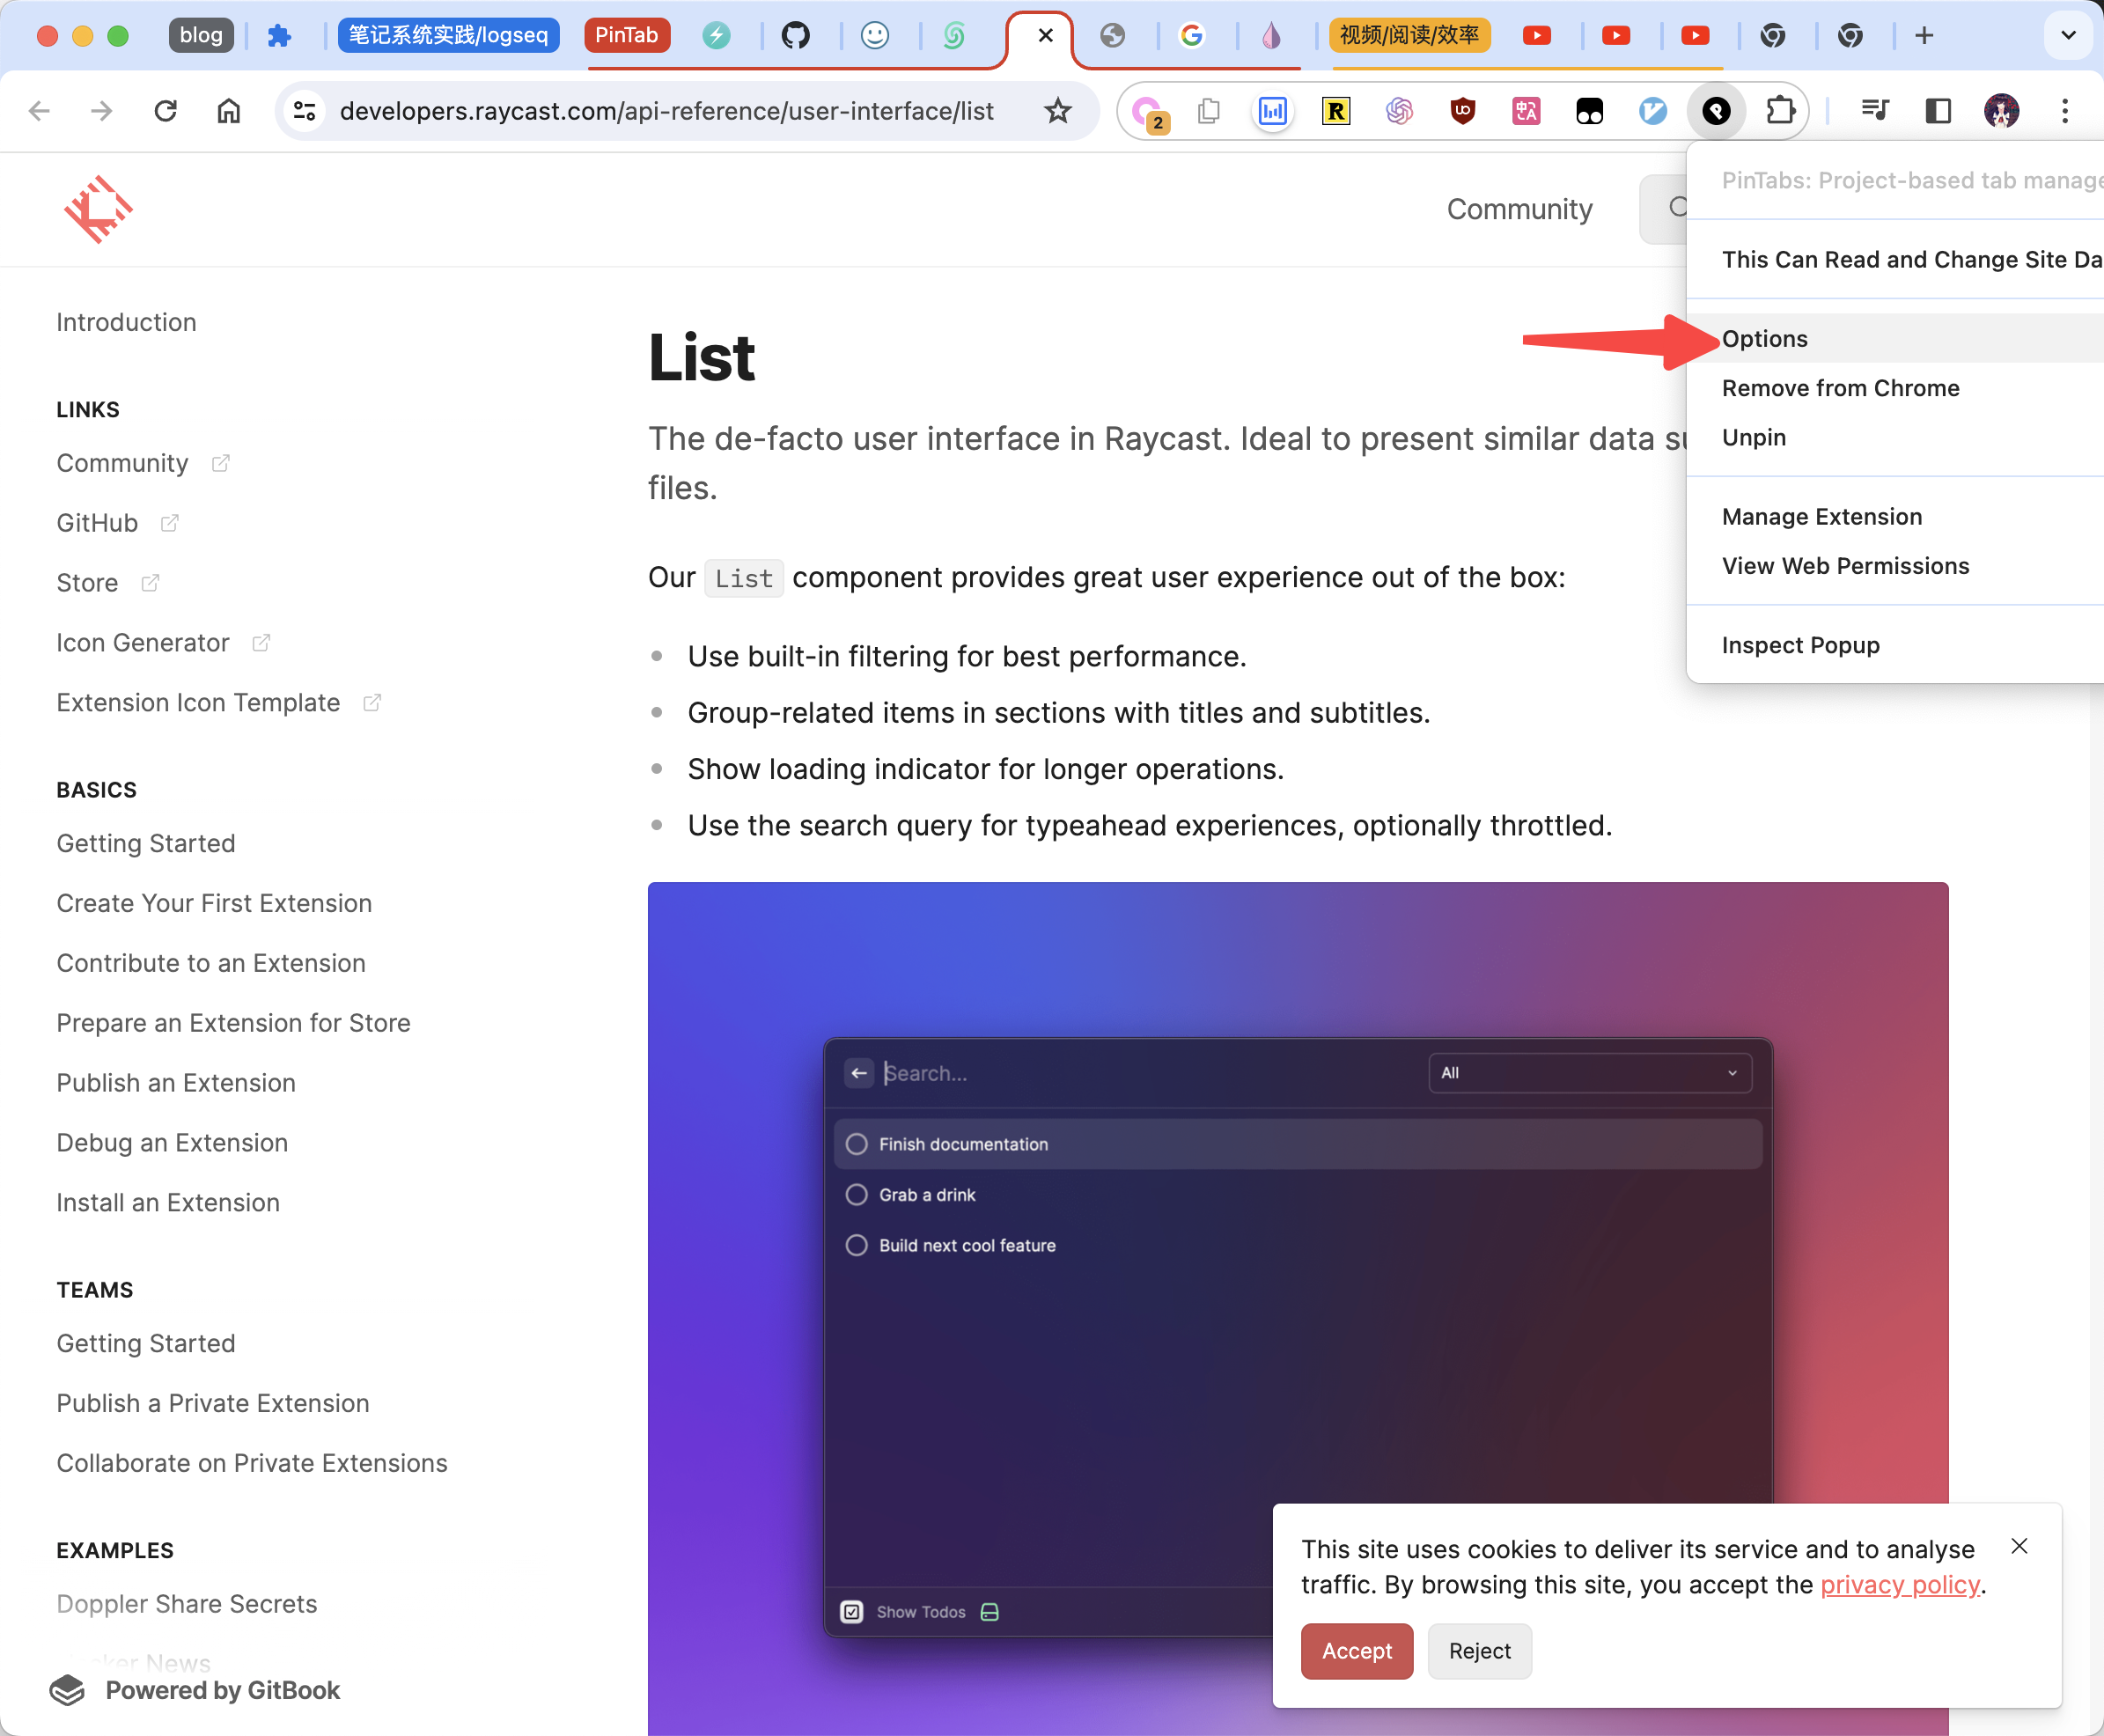 blog
笔记系统实践/logseq
PinTab
视频/阅读/效率
developers.raycast.com/api-reference/user-interface/list
2
R
Community
PinTabs: Project-based tab manage
This Can Read and Change Site Da
Options
Remove from Chrome
Unpin
Manage Extension
View Web Permissions
Inspect Popup
Introduction
LINKS
Community
GitHub
Store
Icon Generator
Extension Icon Template
BASICS
Getting Started
Create Your First Extension
Contribute to an Extension
Prepare an Extension for Store
Publish an Extension
Debug an Extension
Install an Extension
TEAMS
Getting Started
Publish a Private Extension
Collaborate on Private Extensions
EXAMPLES
Doppler Share Secrets
Powered by GitBook
List
The de-facto user interface in Raycast. Ideal to present similar data su
files.
Our List component provides great user experience out of the box:
Use built-in filtering for best performance.
Group-related items in sections with titles and subtitles.
Show loading indicator for longer operations.
Use the search query for typeahead experiences, optionally throttled.
Search...
All
Finish documentation
Grab a drink
Build next cool feature
Show Todos
This site uses cookies to deliver its service and to analyse
traffic. By browsing this site, you accept the privacy policy.
Accept
Reject